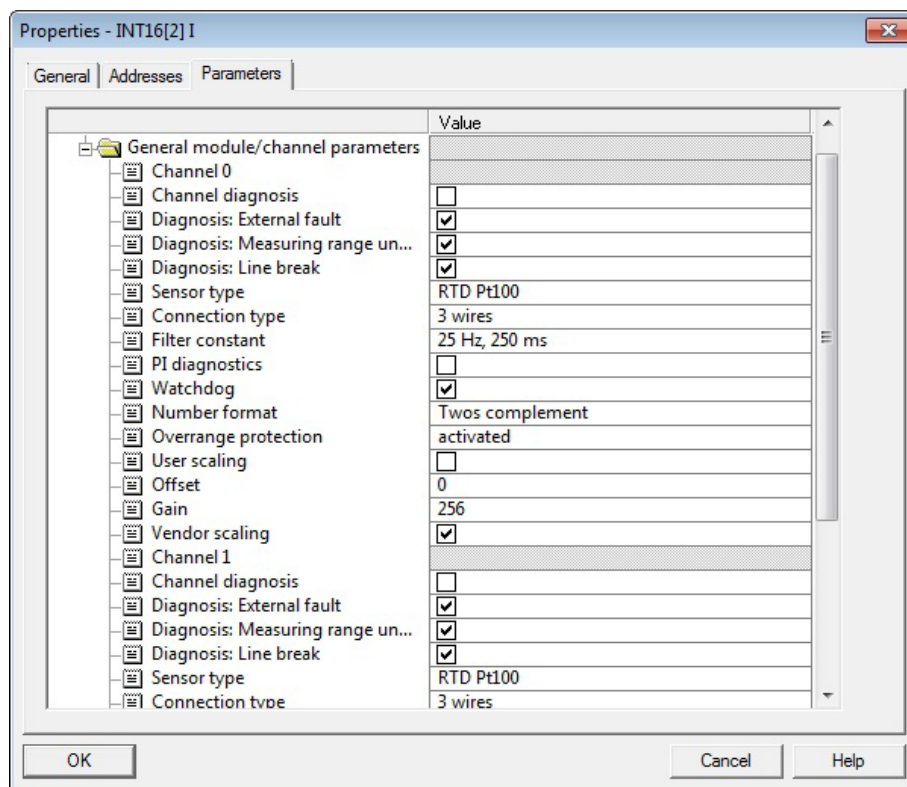 Properties - INT16[2] I
General Addresses Parameters
Value
General module/channel parameters
Channel 0
Channel diagnosis
Diagnosis: External fault
Diagnosis: Measuring range un...
Diagnosis: Line break
Sensor type RTD Pt100
Connection type 3 wires
Filter constant 25 Hz, 250 ms
PI diagnostics
Watchdog
Number format Twos complement
Overrange protection activated
User scaling
Offset 0
Gain 256
Vendor scaling
Channel 1
Channel diagnosis
Diagnosis: External fault
Diagnosis: Measuring range un...
Diagnosis: Line break
Sensor type RTD Pt100
Connection type 3 wires
OK Cancel Help